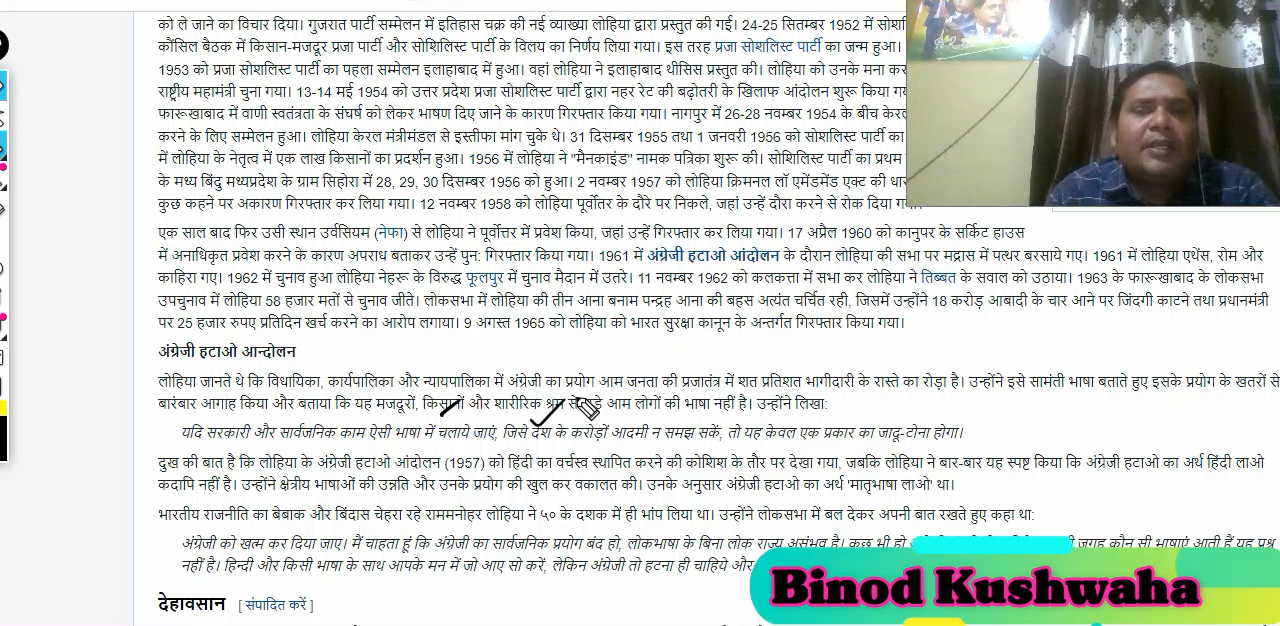 को ले जाने का विचार दिया। गुजरात पार्टी सम्मेलन में इतिहास चक्र की नई व्याख्या लोहिया द्वारा प्रस्तुत की गई। 24-25 सितम्बर 1952 में
कौंसिल बैठक में किसान-मजदूर प्रजा पार्टी और सोशिलिस्ट पार्टी के विलय का निर्णय लिया गया। इस तरह प्रजा सोशलिस्ट पार्टी का जन्म हुआ।
1953 को प्रजा सोशलिस्ट पार्टी का पहला सम्मेलन इलाहाबाद में हुआ। वहां लोहिया ने इलाहाबाद थीसिस प्रस्तुत की। लोहिया को उनके मना
राष्ट्रीय महामंत्री चुना गया। 13-14 मई 1954 को उत्तर प्रदेश प्रजा सोशलिस्ट पार्टी द्वारा नहर रेट की बढ़ोतरी के खिलाफ आंदोलन शुरू किया
फारूखाबाद में वाणी स्वतंत्रता के संघर्ष को लेकर भाषण दिए जाने के कारण गिरफ्तार किया गया। नागपुर में 26-28 नवम्बर 1954 के बीच
करने के लिए सम्मेलन हुआ। लोहिया केरल मंत्रीमंडल से इस्तीफा मांग चुके थे। 31 दिसम्बर 1955 तथा 1 जनवरी 1956 को सोशलिस्ट पार्टी का
में लोहिया के नेतृत्व में एक लाख किसानों का प्रदर्शन हुआ। 1956 में लोहिया ने "मैनकाइंड" नामक पत्रिका शुरू की। सोशिलिस्ट पार्टी का प्रथम
के मध्य बिंदु मध्यप्रदेश के ग्राम सिहोरा में 28, 29, 30 दिसम्बर 1956 को हुआ। 2 नवम्बर 1957 को लोहिया क्रिमनल लॉ एमेंडमेंड एक्ट की
कुछ कहने पर अकारण गिरफ्तार कर लिया गया। 12 नवम्बर 1958 को लोहिया पूर्वोतर के दौरे पर निकले, जहां उन्हें दौरा करने से रोक दिया
एक साल बाद फिर उसी स्थान उर्वंसियम (नेफा) से लोहिया ने पूर्वोत्तर में प्रवेश किया, जहां उन्हें गिरफ्तार कर लिया गया। 17 अप्रैल 1960 को कानुपर के सर्किट हाउस
में अनाधिकृत प्रवेश करने के कारण अपराध बताकर उन्हें पुन: गिरफ्तार किया गया। 1961 में अंग्रेजी हटाओ आंदोलन के दौरान लोहिया की सभा पर मद्रास में पत्थर बरसाये गए। 1961 में लोहिया एथेंस, रोम और
काहिरा गए। 1962 में चुनाव हुआ लोहिया नेहरू के विरुद्ध फूलपुर में चुनाव मैदान में उतरे। 11 नवम्बर 1962 को कलकत्ता में सभा कर लोहिया ने तिब्बत के सवाल को उठाया। 1963 के फारूखाबाद के लोकसभा
उपचुनाव में लोहिया 58 हजार मतों से चुनाव जीते। लोकसभा में लोहिया की तीन आना बनाम पन्द्रह आना की बहस अत्यंत चर्चित रही, जिसमें उन्होंने 18 करोड़ आबादी के चार आने पर जिंदगी काटने तथा प्रधानमंत्री
पर 25 हजार रुपए प्रतिदिन खर्च करने का आरोप लगाया। 9 अगस्त 1965 को लोहिया को भारत सुरक्षा कानून के अन्तर्गत गिरफ्तार किया गया।
अंग्रेजी हटाओ आन्दोलन
लोहिया जानते थे कि विधायिका, कार्यपालिका और न्यायपालिका में अंग्रेजी का प्रयोग आम जनता की प्रजातंत्र में शत प्रतिशत भागीदारी के रास्ते का रोड़ा है। उन्होंने इसे सामंती भाषा बताते हुए इसके प्रयोग के खतरों से
बारंबार आगाह किया और बताया कि यह मजदूरों, किसानों और शारीरिक श्रम से आम लोगों की भाषा नहीं है। उन्होंने लिखा:
यदि सरकारी और सार्वजनिक काम ऐसी भाषा में चलाये जाएं, जिसे देश के करोड़ों आदमी न समझ सकें, तो यह केवल एक प्रकार का जादू-टोना होगा।
दुख की बात है कि लोहिया के अंग्रेजी हटाओ आंदोलन (1957) को हिंदी का वर्चस्व स्थापित करने की कोशिश के तौर पर देखा गया, जबकि लोहिया ने बार-बार यह स्पष्ट किया कि अंग्रेजी हटाओ का अर्थ हिंदी लाओ
कदापि नहीं है। उन्होंने क्षेत्रीय भाषाओं की उन्नति और उनके प्रयोग की खुल कर वकालत की। उनके अनुसार अंग्रेजी हटाओ का अर्थ 'मातृभाषा लाओ' था।
भारतीय राजनीति का बेबाक और बिंदास चेहरा रहे राममनोहर लोहिया ने ५० के दशक में ही भांप लिया था। उन्होंने लोकसभा में बल देकर अपनी बात रखते हुए कहा था:
अंग्रेजी को खत्म कर दिया जाए। मैं चाहता हूं कि अंग्रेजी का सार्वजनिक प्रयोग बंद हो, लोकभाषा के बिना लोक राज्य असंभव है। कुछ भी हो जगह कौन सी भाषाएं आती हैं यह प्रश्न
नहीं है। हिन्दी और किसी भाषा के साथ आपके मन में जो आए सो करें, लेकिन अंग्रेजी तो हटना ही चाहिये और
Binod Kushwaha
देहावसान [ संपादित करें ]